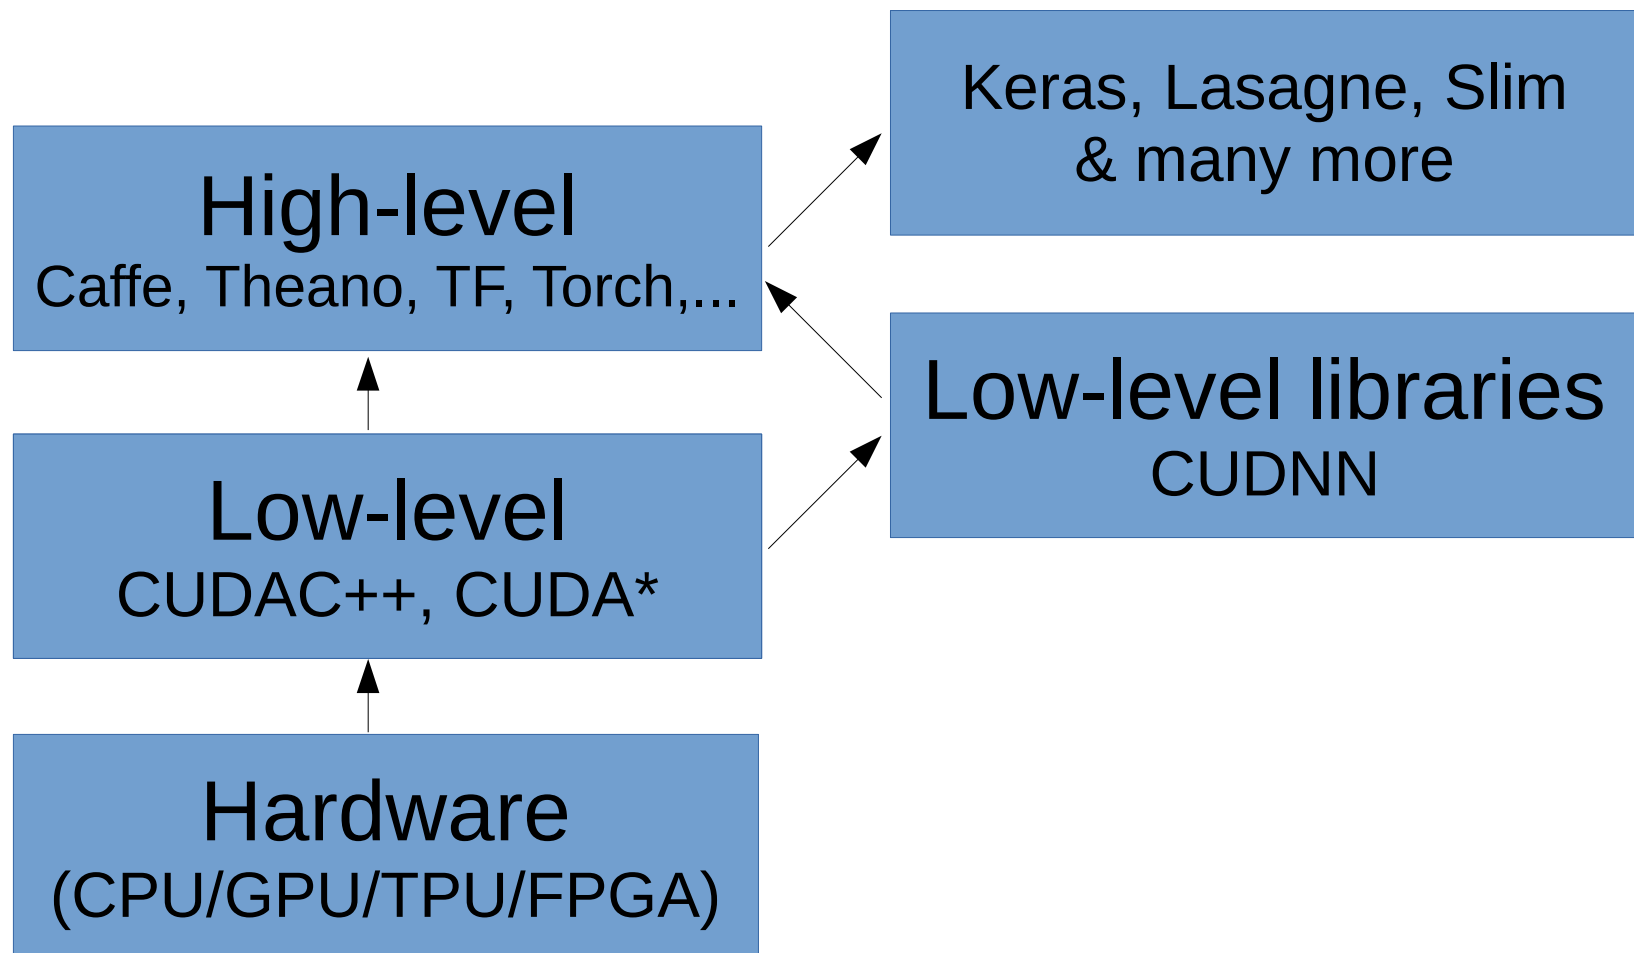 Keras, Lasagne, Slim
& many more
High-level
Caffe, Theano, TF, Torch,...
Low-level libraries
CUDNN
Low-level
CUDAC++, CUDA*
Hardware
(CPU/GPU/TPU/FPGA)